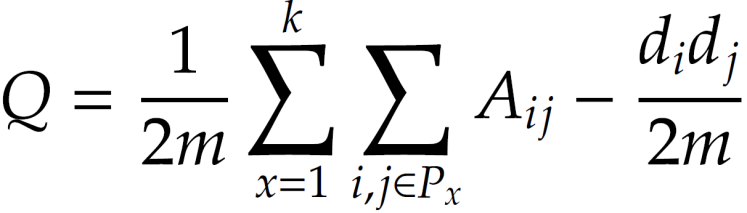 Q = \frac{1}{2m} \sum_{x=1}^{k} \sum_{i,j \in P_x} A_{ij} - \frac{d_i d_j}{2m}